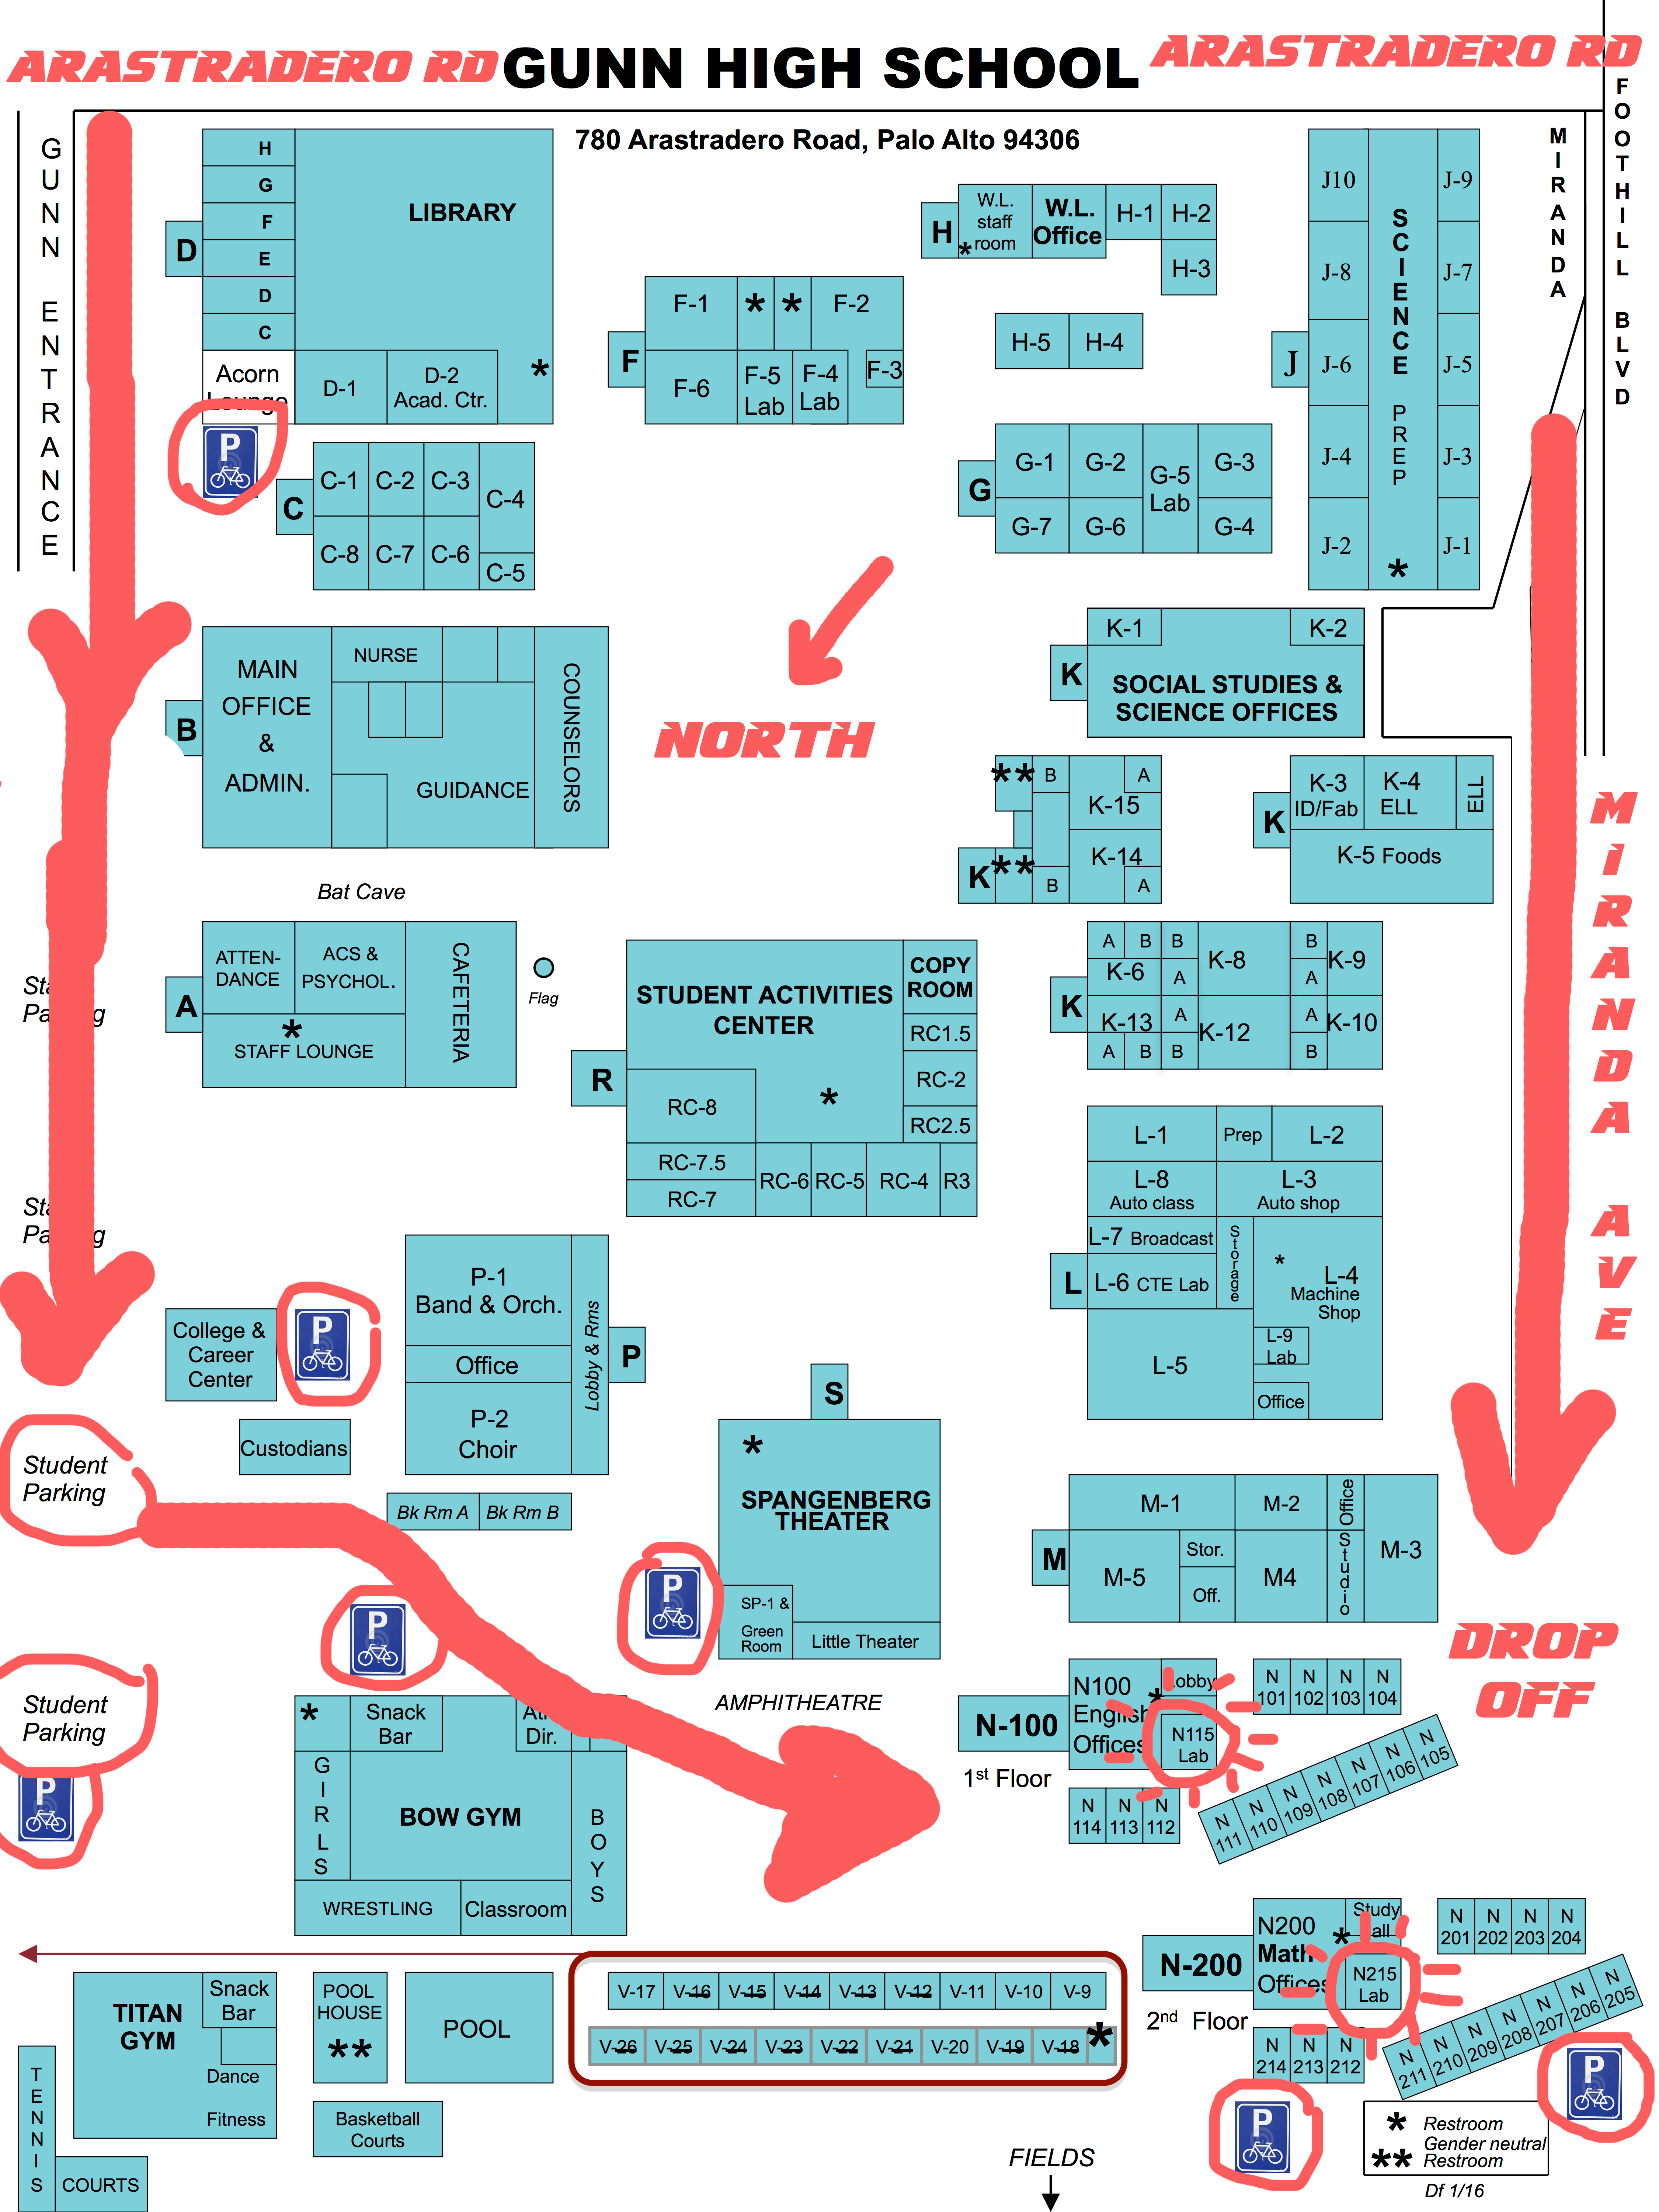 ARASTRADERO RD
GUNN HIGH SCHOOL
ARASTRADERO RD
780 Arastradero Road, Palo Alto 94306
GUNN ENTRANCE
MIRANDA
FOOTHILL BLVD
H
G
F
E
D
C
D
LIBRARY
Acorn
Lounge
D-1
D-2
Acad. Ctr.
*
P
C
C-1
C-2
C-3
C-4
C-8
C-7
C-6
C-5
F
F-1
*
*
F-2
F-6
F-5
Lab
F-4
Lab
F-3
H
W.L.
staff
room
*
W.L.
Office
H-1
H-2
H-3
H-5
H-4
G
G-1
G-2
G-5
Lab
G-3
G-7
G-6
G-4
J
J10
J-8
J-6
J-4
J-2
SCIENCE
PREP
*
J-9
J-7
J-5
J-3
J-1
NORTH
B
MAIN
OFFICE
&
ADMIN.
NURSE
GUIDANCE
COUNSELORS
Bat Cave
K
K-1
K-2
SOCIAL STUDIES &
SCIENCE OFFICES
**
B
A
K-15
K
**
K-14
B
A
K
K-3
ID/Fab
K-4
ELL
ELL
K-5 Foods
MIRANDA AVE
A
ATTEN-
DANCE
ACS &
PSYCHOL.
*
STAFF LOUNGE
CAFETERIA
Flag
R
STUDENT ACTIVITIES
CENTER
COPY
ROOM
RC1.5
RC-2
RC2.5
*
RC-8
RC-7.5
RC-7
RC-6
RC-5
RC-4
R3
K
A B B
K-6
A
K-8
B
A
K-9
K-13
A
K-12
A
K-10
A B B
B
L
L-1
Prep
L-2
L-8
Auto class
L-3
Auto shop
L-7 Broadcast
L-6 CTE Lab
Storage
*
L-4
Machine
Shop
L-9
Lab
L-5
Office
College &
Career
Center
P
Custodians
P-1
Band & Orch.
Office
P-2
Choir
Lobby & Rms
P
Bk Rm A
Bk Rm B
Student
Parking
S
*
SPANGENBERG
THEATER
SP-1 &
Green
Room
Little Theater
P
P
AMPHITHEATRE
M
M-1
M-2
Office
M-5
Stor.
Off.
M4
Studio
M-3
DROP
OFF
Student
Parking
P
*
Snack
Bar
Dir.
GIRLS
BOW GYM
BOYS
WRESTLING
Classroom
N-100
1st Floor
N100
English
Offices
*
Lobby
N115
Lab
N
101
N
102
N
103
N
104
N
105
N
106
N
107
N
108
N
109
N
110
N
111
N
114
N
113
N
112
N-200
2nd Floor
N200
Math
Offices
*
Study
N215
Lab
N
201
N
202
N
203
N
204
N
205
N
206
N
207
N
208
N
209
N
210
N
211
N
214
N
213
N
212
TITAN
GYM
Snack
Bar
Dance
Fitness
POOL
HOUSE
**
POOL
V-17
V-16
V-15
V-14
V-13
V-12
V-11
V-10
V-9
V-26
V-25
V-24
V-23
V-22
V-21
V-20
V-19
V-18
*
TENNIS
COURTS
Basketball
Courts
FIELDS
P
P
* Restroom
Gender neutral
** Restroom
Df 1/16